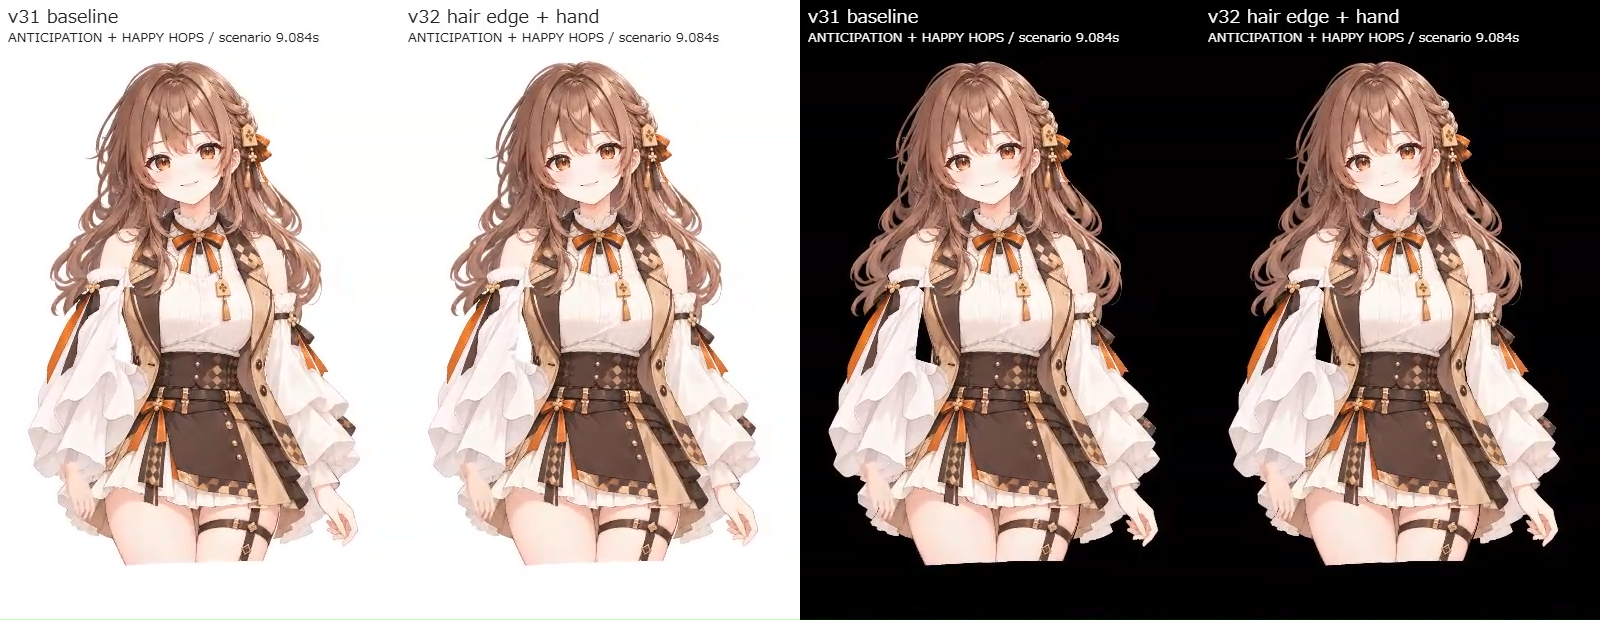 v31 baseline
ANTICIPATION + HAPPY HOPS / scenario 9.084s
v32 hair edge + hand
ANTICIPATION + HAPPY HOPS / scenario 9.084s
v31 baseline
ANTICIPATION + HAPPY HOPS / scenario 9.084s
v32 hair edge + hand
ANTICIPATION + HAPPY HOPS / scenario 9.084s